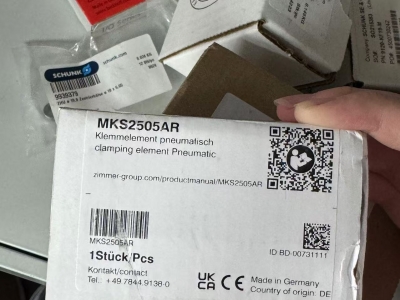 SCHUNK
schunk.com
9939375
MKS2505AR
Klemmelement pneumatisch
clamping element Pneumatic
zimmer-group.com/productmanual/MKS2505AR
MKS2505AR
1Stück/Pcs
Kontakt/contact
Tel.: +49.7844.9138-0
ID BD-00731111
UK
CA
CE
Made in Germany
Country of origin: DE